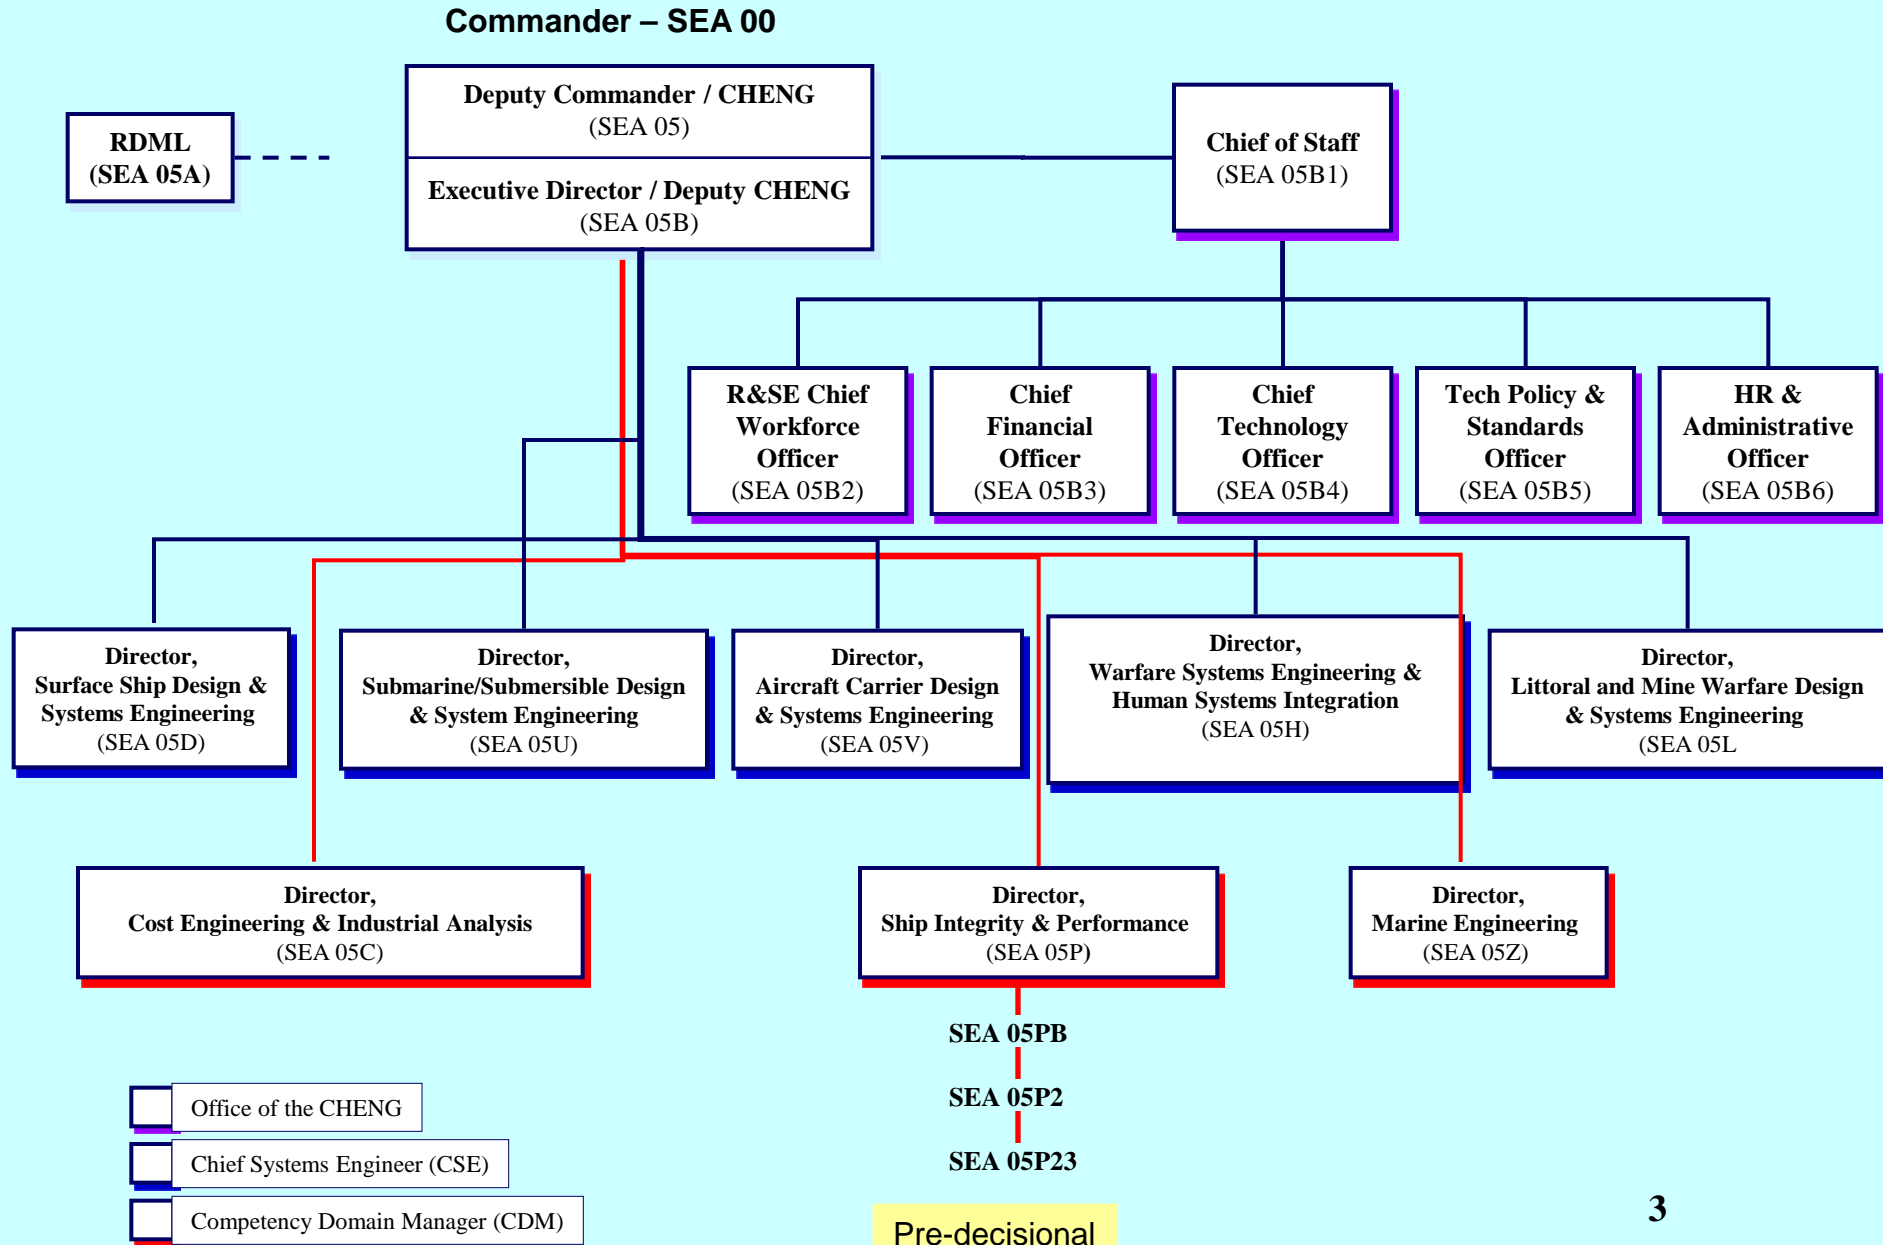 Commander – SEA 00
Deputy Commander / CHENG
(SEA 05)
Executive Director / Deputy CHENG
(SEA 05B)
RDML
(SEA 05A)
Chief of Staff
(SEA 05B1)
R&SE Chief
Workforce
Officer
(SEA 05B2)
Chief
Financial
Officer
(SEA 05B3)
Chief
Technology
Officer
(SEA 05B4)
Tech Policy &
Standards
Officer
(SEA 05B5)
HR &
Administrative
Officer
(SEA 05B6)
Director,
Surface Ship Design &
Systems Engineering
(SEA 05D)
Director,
Submarine/Submersible Design
& System Engineering
(SEA 05U)
Director,
Aircraft Carrier Design
& Systems Engineering
(SEA 05V)
Director,
Warfare Systems Engineering &
Human Systems Integration
(SEA 05H)
Director,
Littoral and Mine Warfare Design
& Systems Engineering
(SEA 05L
Director,
Cost Engineering & Industrial Analysis
(SEA 05C)
Director,
Ship Integrity & Performance
(SEA 05P)
Director,
Marine Engineering
(SEA 05Z)
SEA 05PB
SEA 05P2
SEA 05P23
Office of the CHENG
Chief Systems Engineer (CSE)
Competency Domain Manager (CDM)
Pre-decisional
3